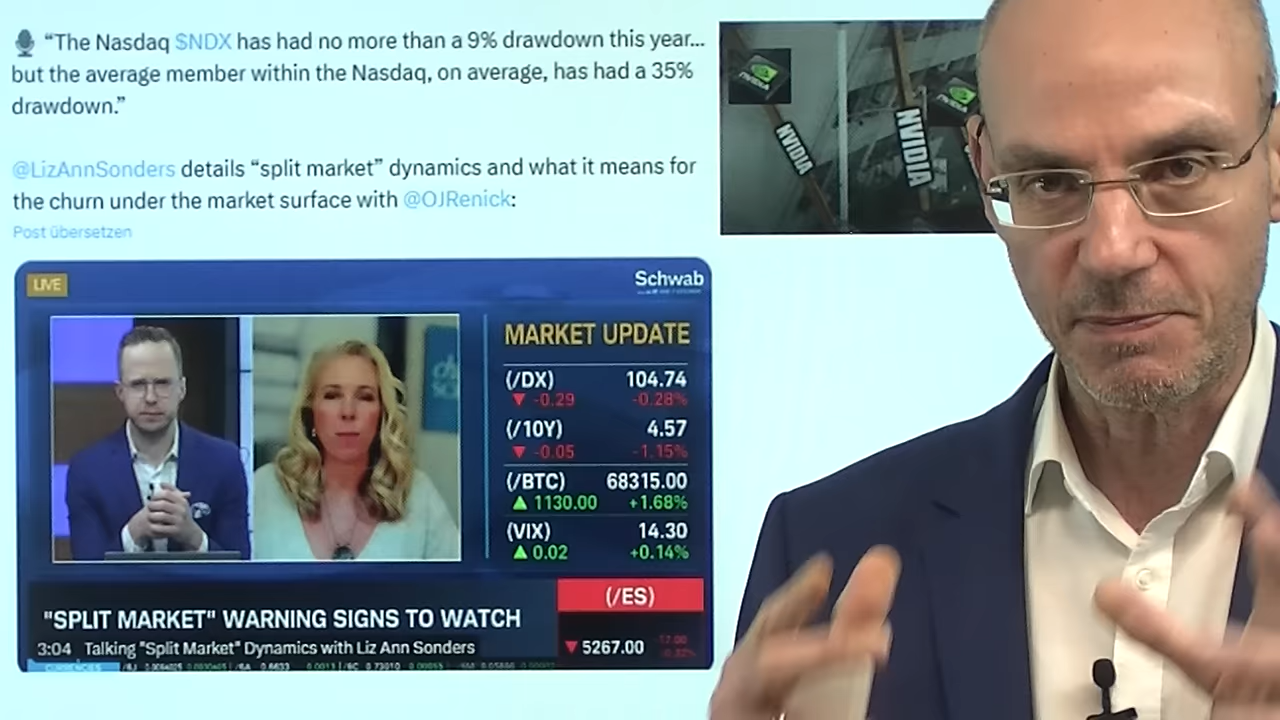 “The Nasdaq $NDX has had no more than a 9% drawdown this year...
but the average member within the Nasdaq, on average, has had a 35%
drawdown.”
@LizAnnSonders details “split market” dynamics and what it means for
the churn under the market surface with @OJRenick:
Post übersetzen
NVIDIA
NVIDIA
NVIDIA
NVIDIA
LIVE
Schwab
MARKET UPDATE
(/DX) 104.74
▼ -0.29 -0.28%
(/10Y) 4.57
▼ -0.05 -1.15%
(/BTC) 68315.00
▲ 1130.00 +1.68%
(VIX) 14.30
▲ 0.02 +0.14%
(/ES)
▼ 5267.00
"SPLIT MARKET" WARNING SIGNS TO WATCH
3:04 Talking "Split Market" Dynamics with Liz Ann Sonders
CURRENCIES